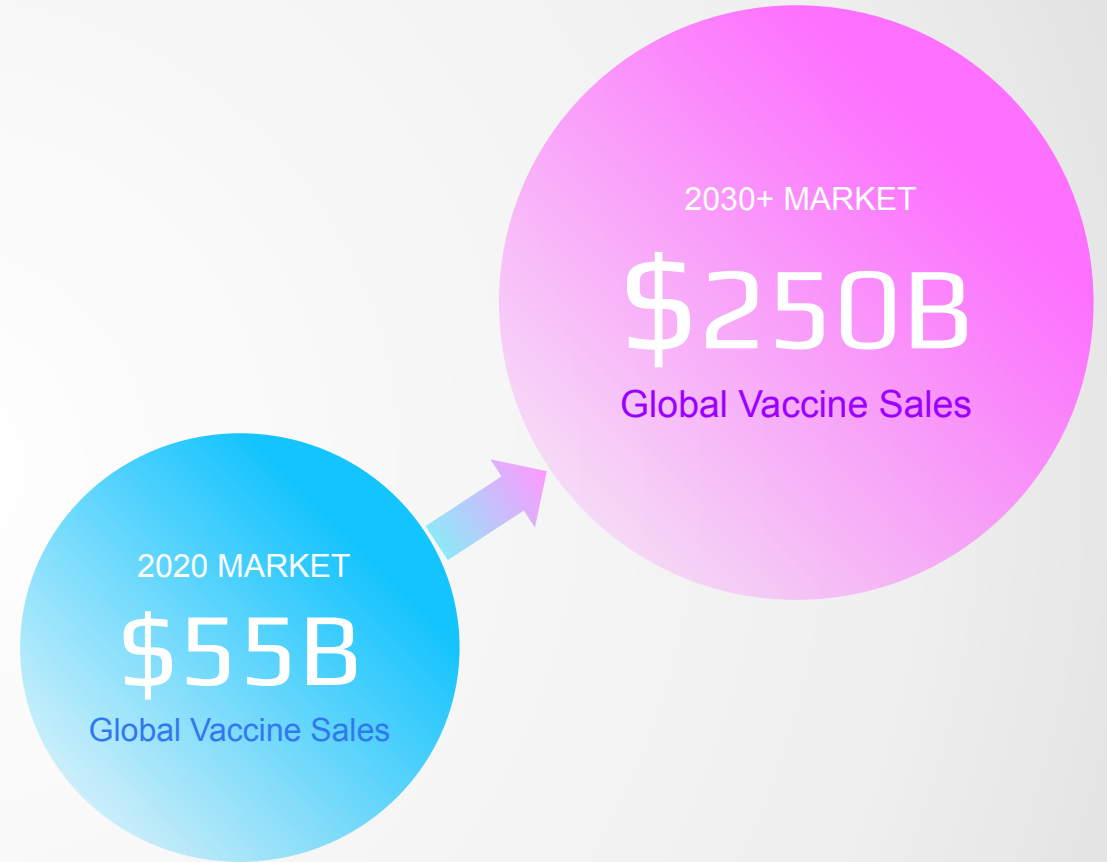 2030+ MARKET
$250B
Global Vaccine Sales
2020 MARKET
$55B
Global Vaccine Sales